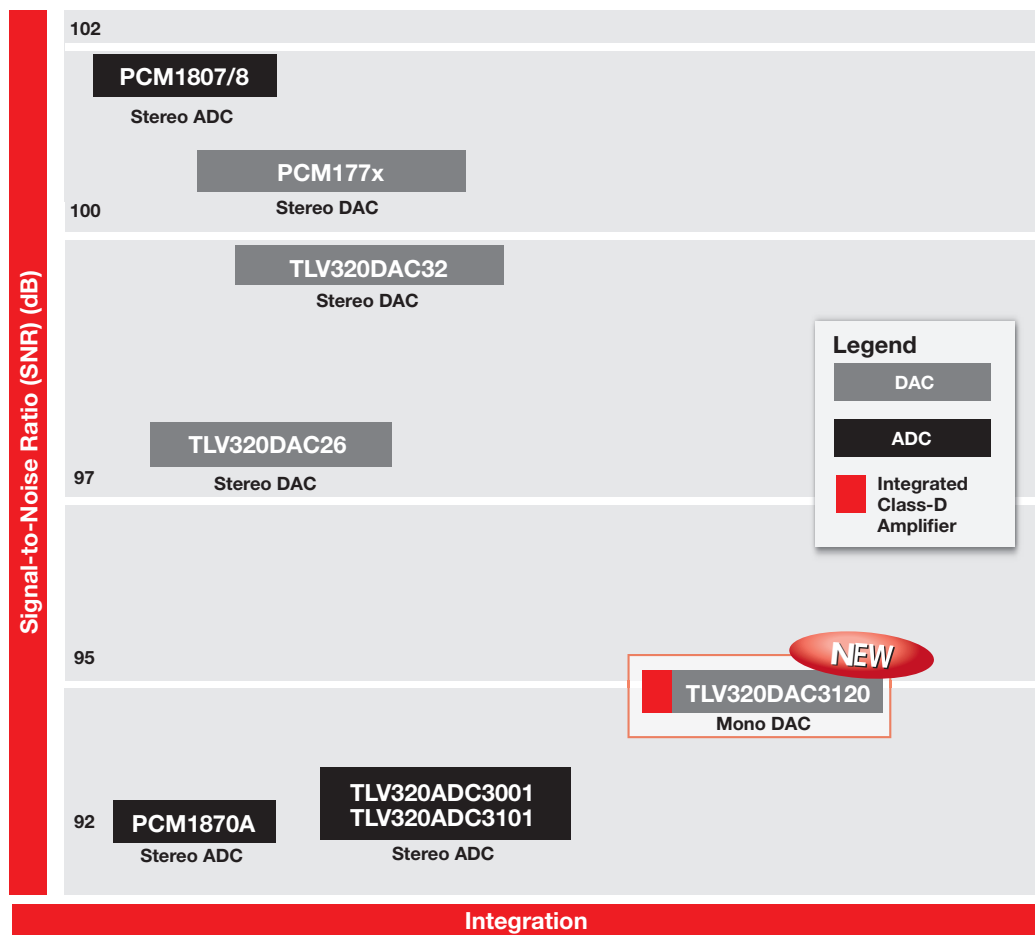 Signal-to-Noise Ratio (SNR) (dB)
102
PCM1807/8
Stereo ADC
PCM177x
Stereo DAC
100
TLV320DAC32
Stereo DAC
TLV320DAC26
Stereo DAC
97
Legend
DAC
ADC
Integrated
Class-D
Amplifier
95
NEW
TLV320DAC3120
Mono DAC
TLV320ADC3001
TLV320ADC3101
Stereo ADC
92
PCM1870A
Stereo ADC
Integration